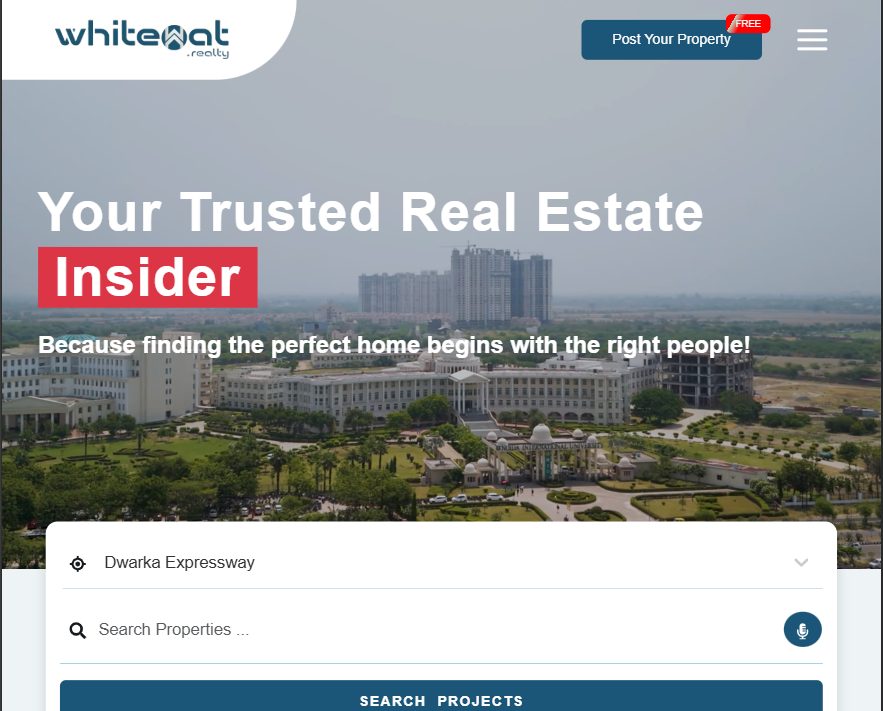 whitehat
.realty
FREE
Post Your Property
Your Trusted Real Estate
Insider
Because finding the perfect home begins with the right people!
Dwarka Expressway
Search Properties ...
SEARCH PROJECTS